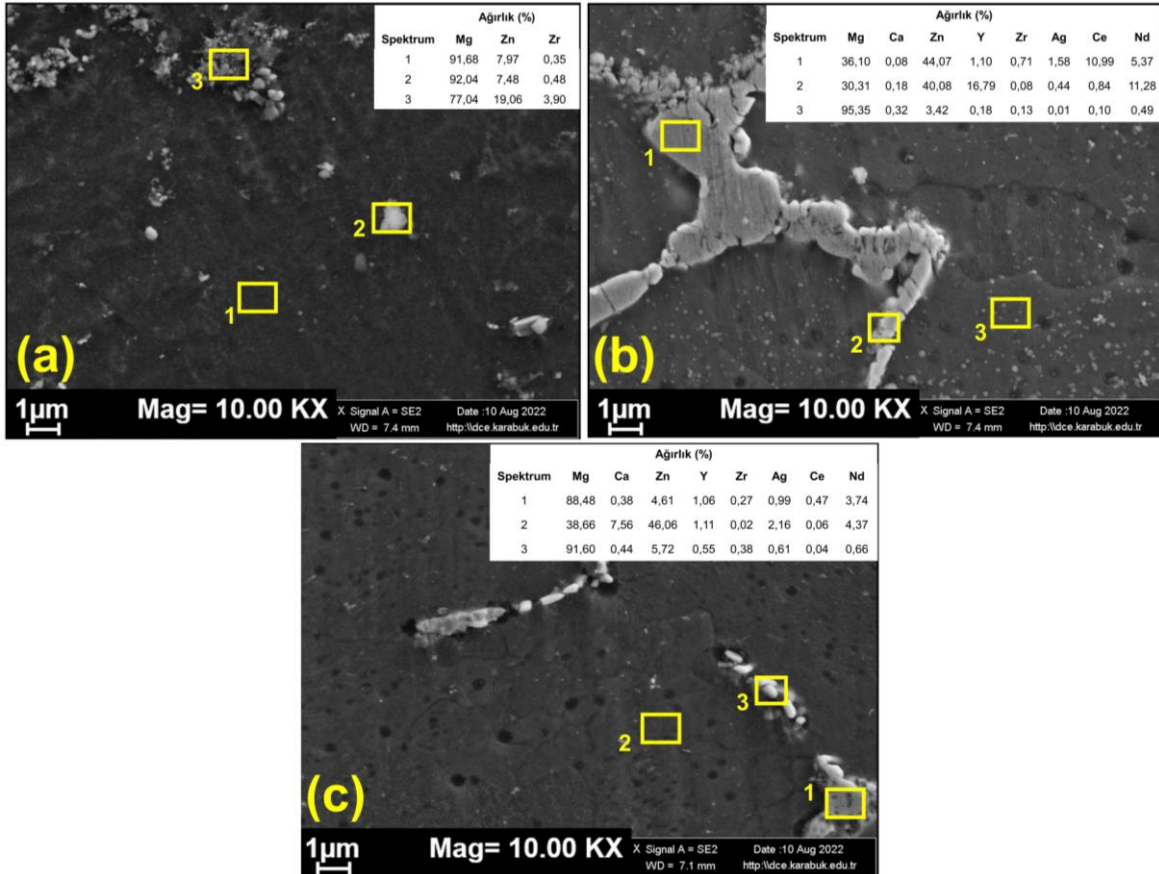 Ağırlık (%)
Spektrum Mg Zn Zr
1 91,68 7,97 0,35
2 92,04 7,48 0,48
3 77,04 19,06 3,90
3
2
1
(a)
1µm Mag= 10.00 KX X Signal A = SE2 Date :10 Aug 2022
WD = 7.4 mm http:\\dce.karabuk.edu.tr
Ağırlık (%)
Spektrum Mg Ca Zn Y Zr Ag Ce Nd
1 36,10 0,08 44,07 1,10 0,71 1,58 10,99 5,37
2 30,31 0,18 40,08 16,79 0,08 0,44 0,84 11,28
3 95,35 0,32 3,42 0,18 0,13 0,01 0,10 0,49
1
2
3
(b)
1µm Mag= 10.00 KX X Signal A = SE2 Date :10 Aug 2022
WD = 7.4 mm http:\\dce.karabuk.edu.tr
Ağırlık (%)
Spektrum Mg Ca Zn Y Zr Ag Ce Nd
1 88,48 0,38 4,61 1,06 0,27 0,99 0,47 3,74
2 38,66 7,56 46,06 1,11 0,02 2,16 0,06 4,37
3 91,60 0,44 5,72 0,55 0,38 0,61 0,04 0,66
3
2
1
(c)
1µm Mag= 10.00 KX X Signal A = SE2 Date :10 Aug 2022
WD = 7.1 mm http:\\dce.karabuk.edu.tr